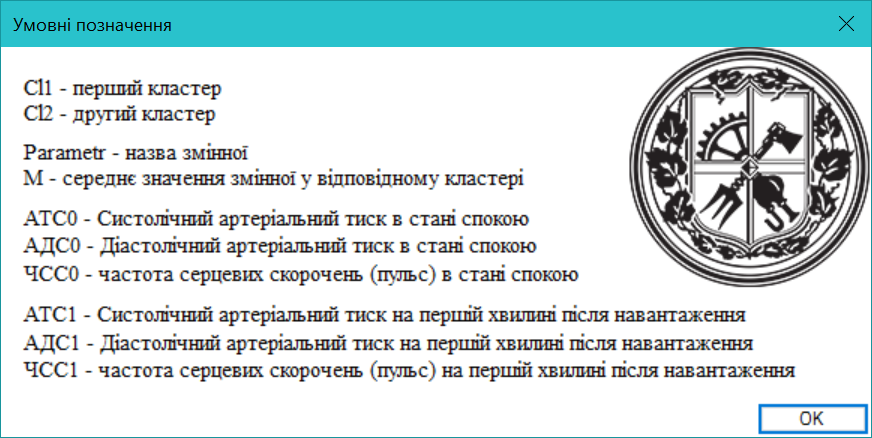 Умовні позначення
Cl1 - перший кластер
Cl2 - другий кластер
Parametr - назва змінної
M - середнє значення змінної у відповідному кластері
АТС0 - Систолічний артеріальний тиск в стані спокою
АДС0 - Діастолічний артеріальний тиск в стані спокою
ЧСС0 - частота серцевих скорочень (пульс) в стані спокою
АТС1 - Систолічний артеріальний тиск на першій хвилині після навантаження
АДС1 - Діастолічний артеріальний тиск на першій хвилині після навантаження
ЧСС1 - частота серцевих скорочень (пульс) на першій хвилині після навантаження
OK